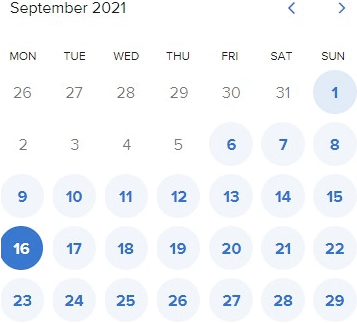 September 2021
MON TUE WED THU FRI SAT SUN
26 27 28 29 30 31 1
2 3 4 5 6 7 8
9 10 11 12 13 14 15
16 17 18 19 20 21 22
23 24 25 26 27 28 29